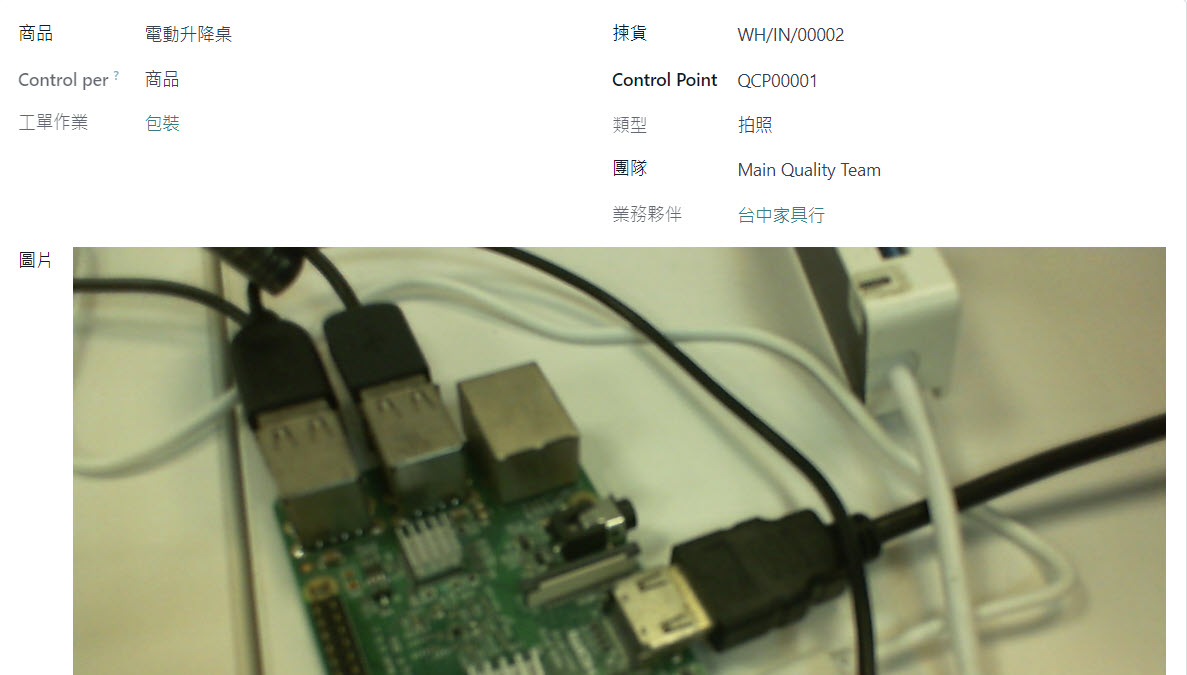 商品 電動升降桌
Control per ? 商品
工單作業 包裝
揀貨 WH/IN/00002
Control Point QCP00001
類型 拍照
團隊 Main Quality Team
業務夥伴 台中家具行
圖片